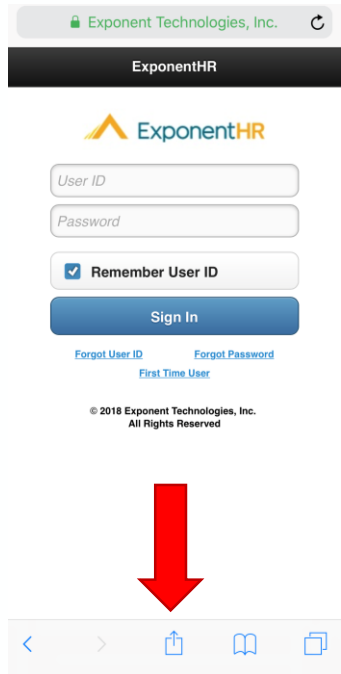 Exponent Technologies, Inc.
ExponentHR
ExponentHR
User ID
Password
Remember User ID
Sign In
Forgot User ID Forgot Password
First Time User
© 2018 Exponent Technologies, Inc.
All Rights Reserved